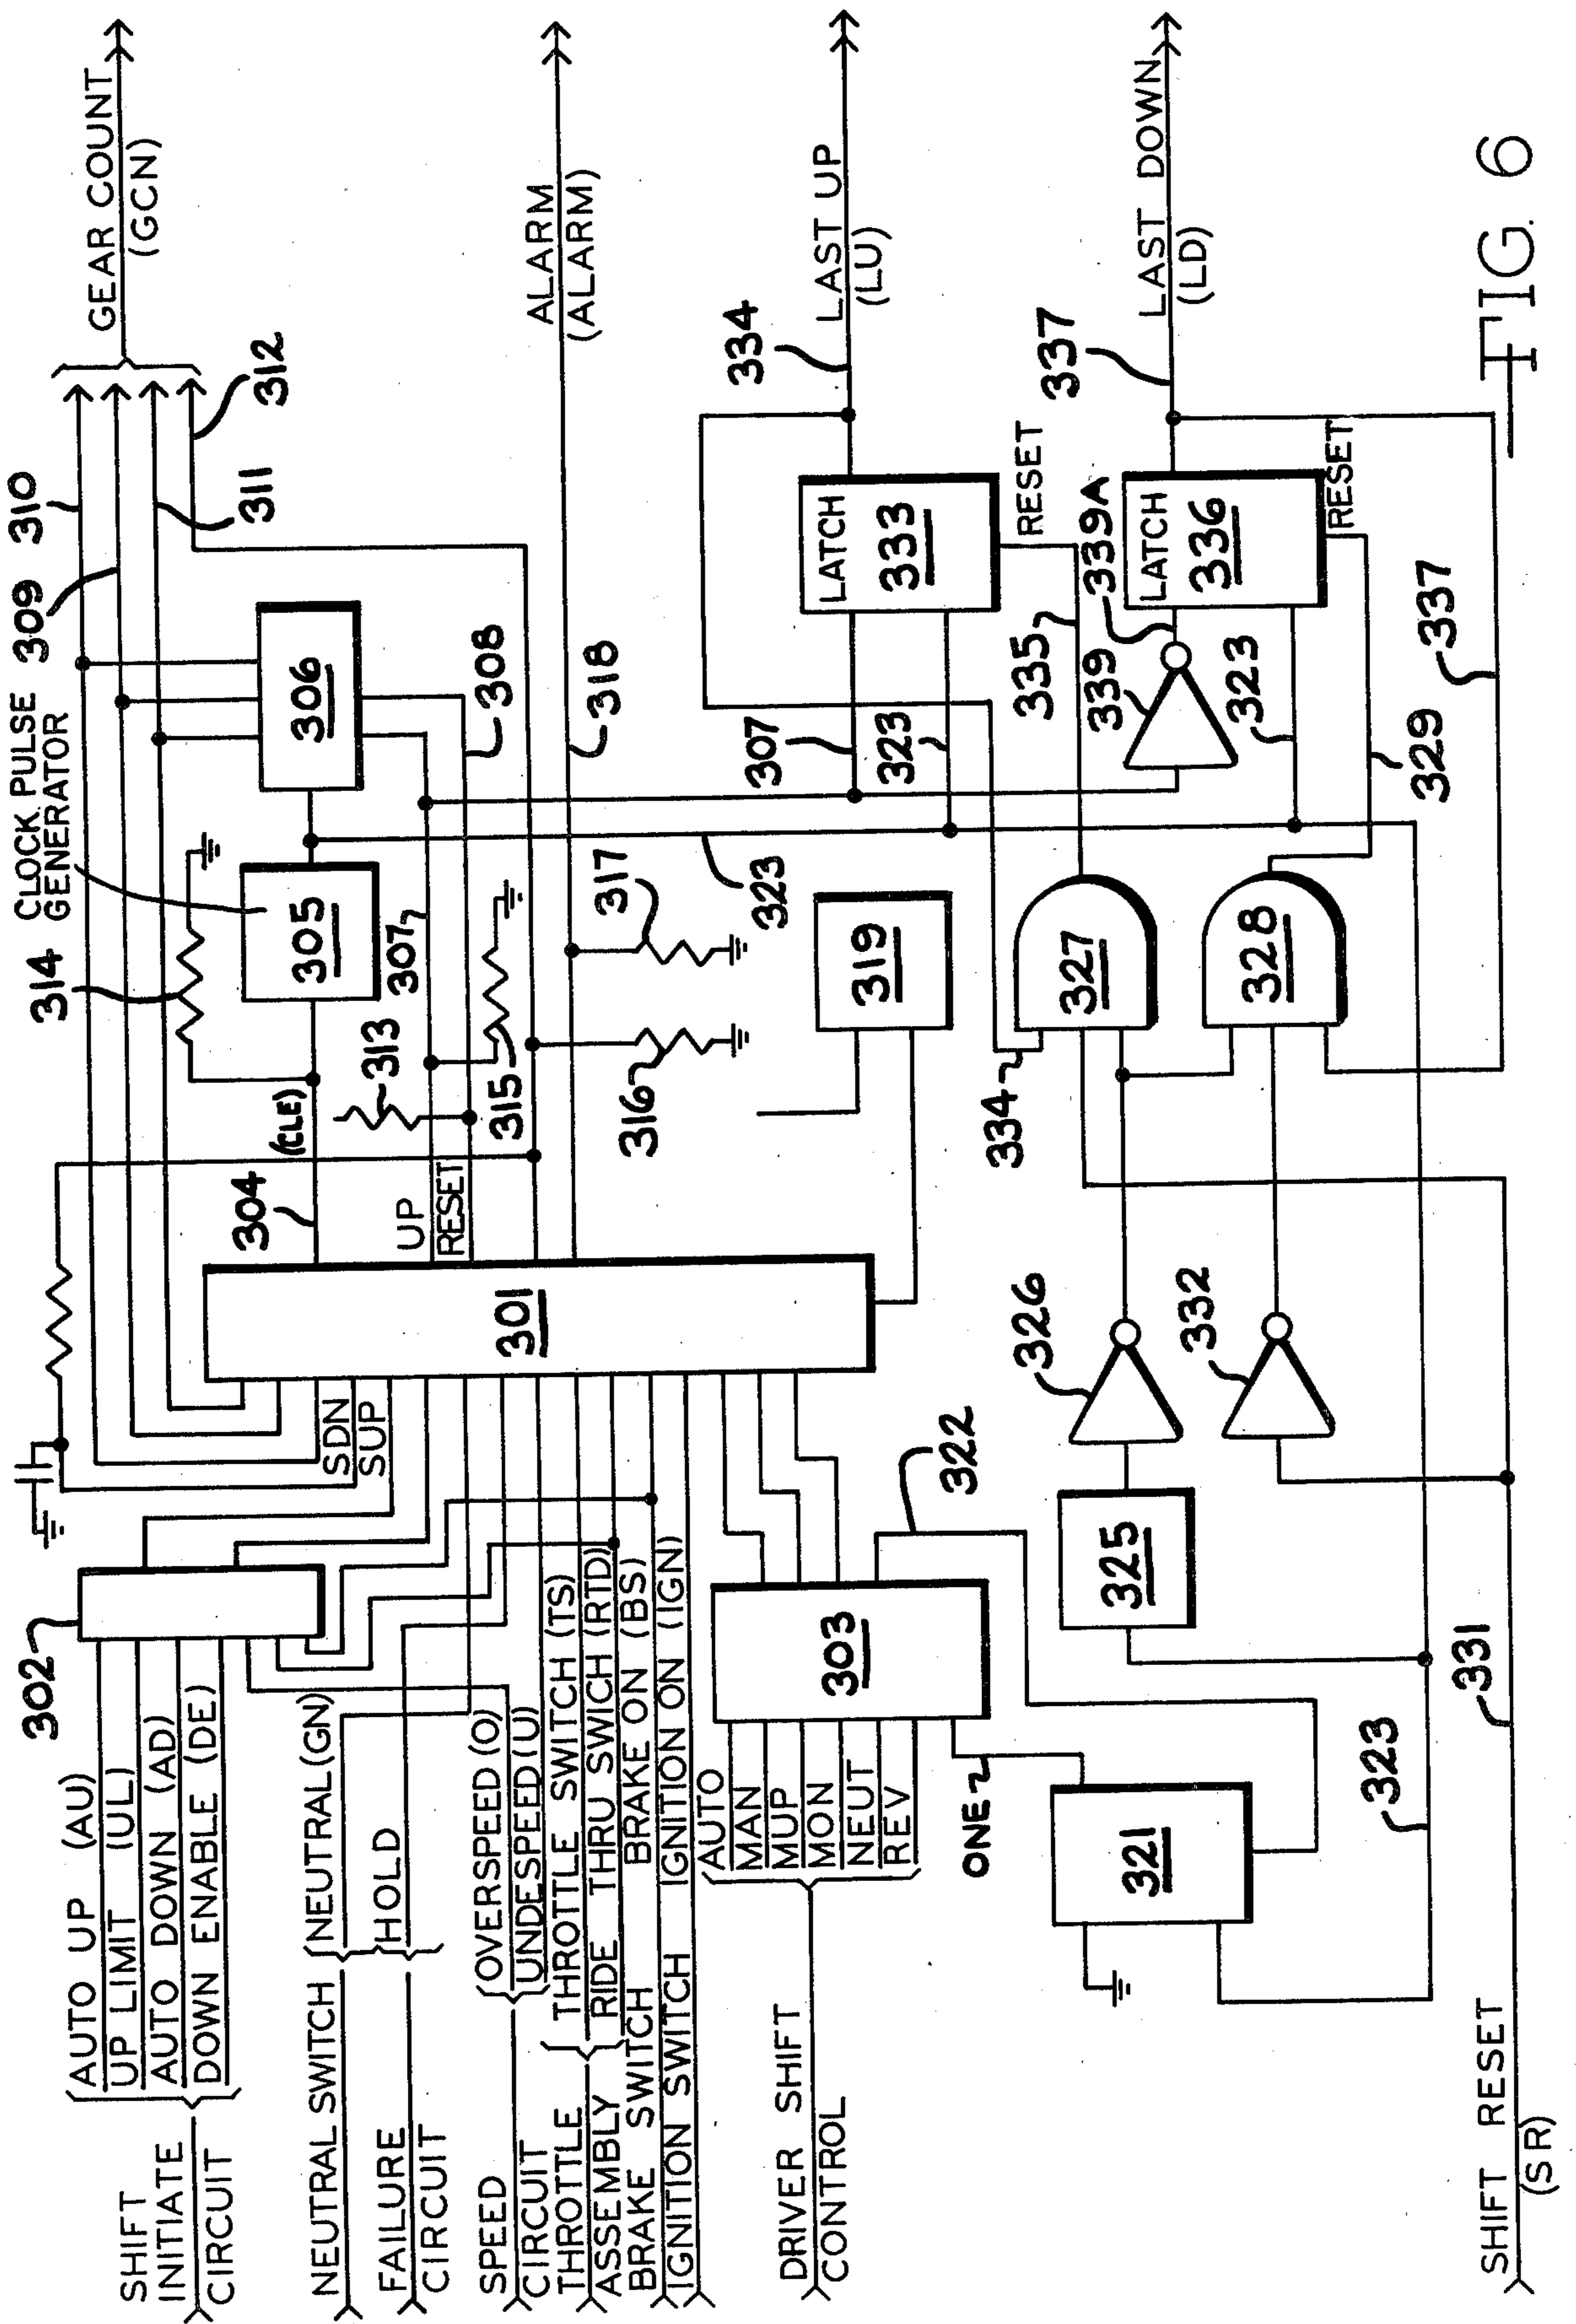 SHIFT
INITIATE
CIRCUIT
AUTO UP (AU)
UP LIMIT (UL)
AUTO DOWN (AD)
DOWN ENABLE (DE)
302
NEUTRAL SWITCH
NEUTRAL (GN)
FAILURE
CIRCUIT
HOLD
SPEED
CIRCUIT
OVERSPEED (O)
UNDESPEED (U)
THROTTLE
ASSEMBLY
THROTTLE SWITCH (TS)
RIDE THRU SWICH (RTD)
BRAKE SWITCH
BRAKE ON (BS)
IGNITION SWITCH
IGNITION ON (IGN)
DRIVER SHIFT
CONTROL
AUTO
MAN
MUP
MON
NEUT
REV
ONE
303
321
322
323
SHIFT RESET
(SR)
331
325
326
332
SDN
SUP
301
304
(CLE)
UP
RESET
313
314
CLOCK PULSE
GENERATOR
305
307
315
316
317
318
319
306
308
309
310
311
312
GEAR COUNT
(GCN)
ALARM
(ALARM)
323
307
323
334
327
328
335
339
339A
323
329
337
LATCH
333
RESET
334
LAST UP
(LU)
LATCH
336
RESET
337
LAST DOWN
(LD)
FIG. 6